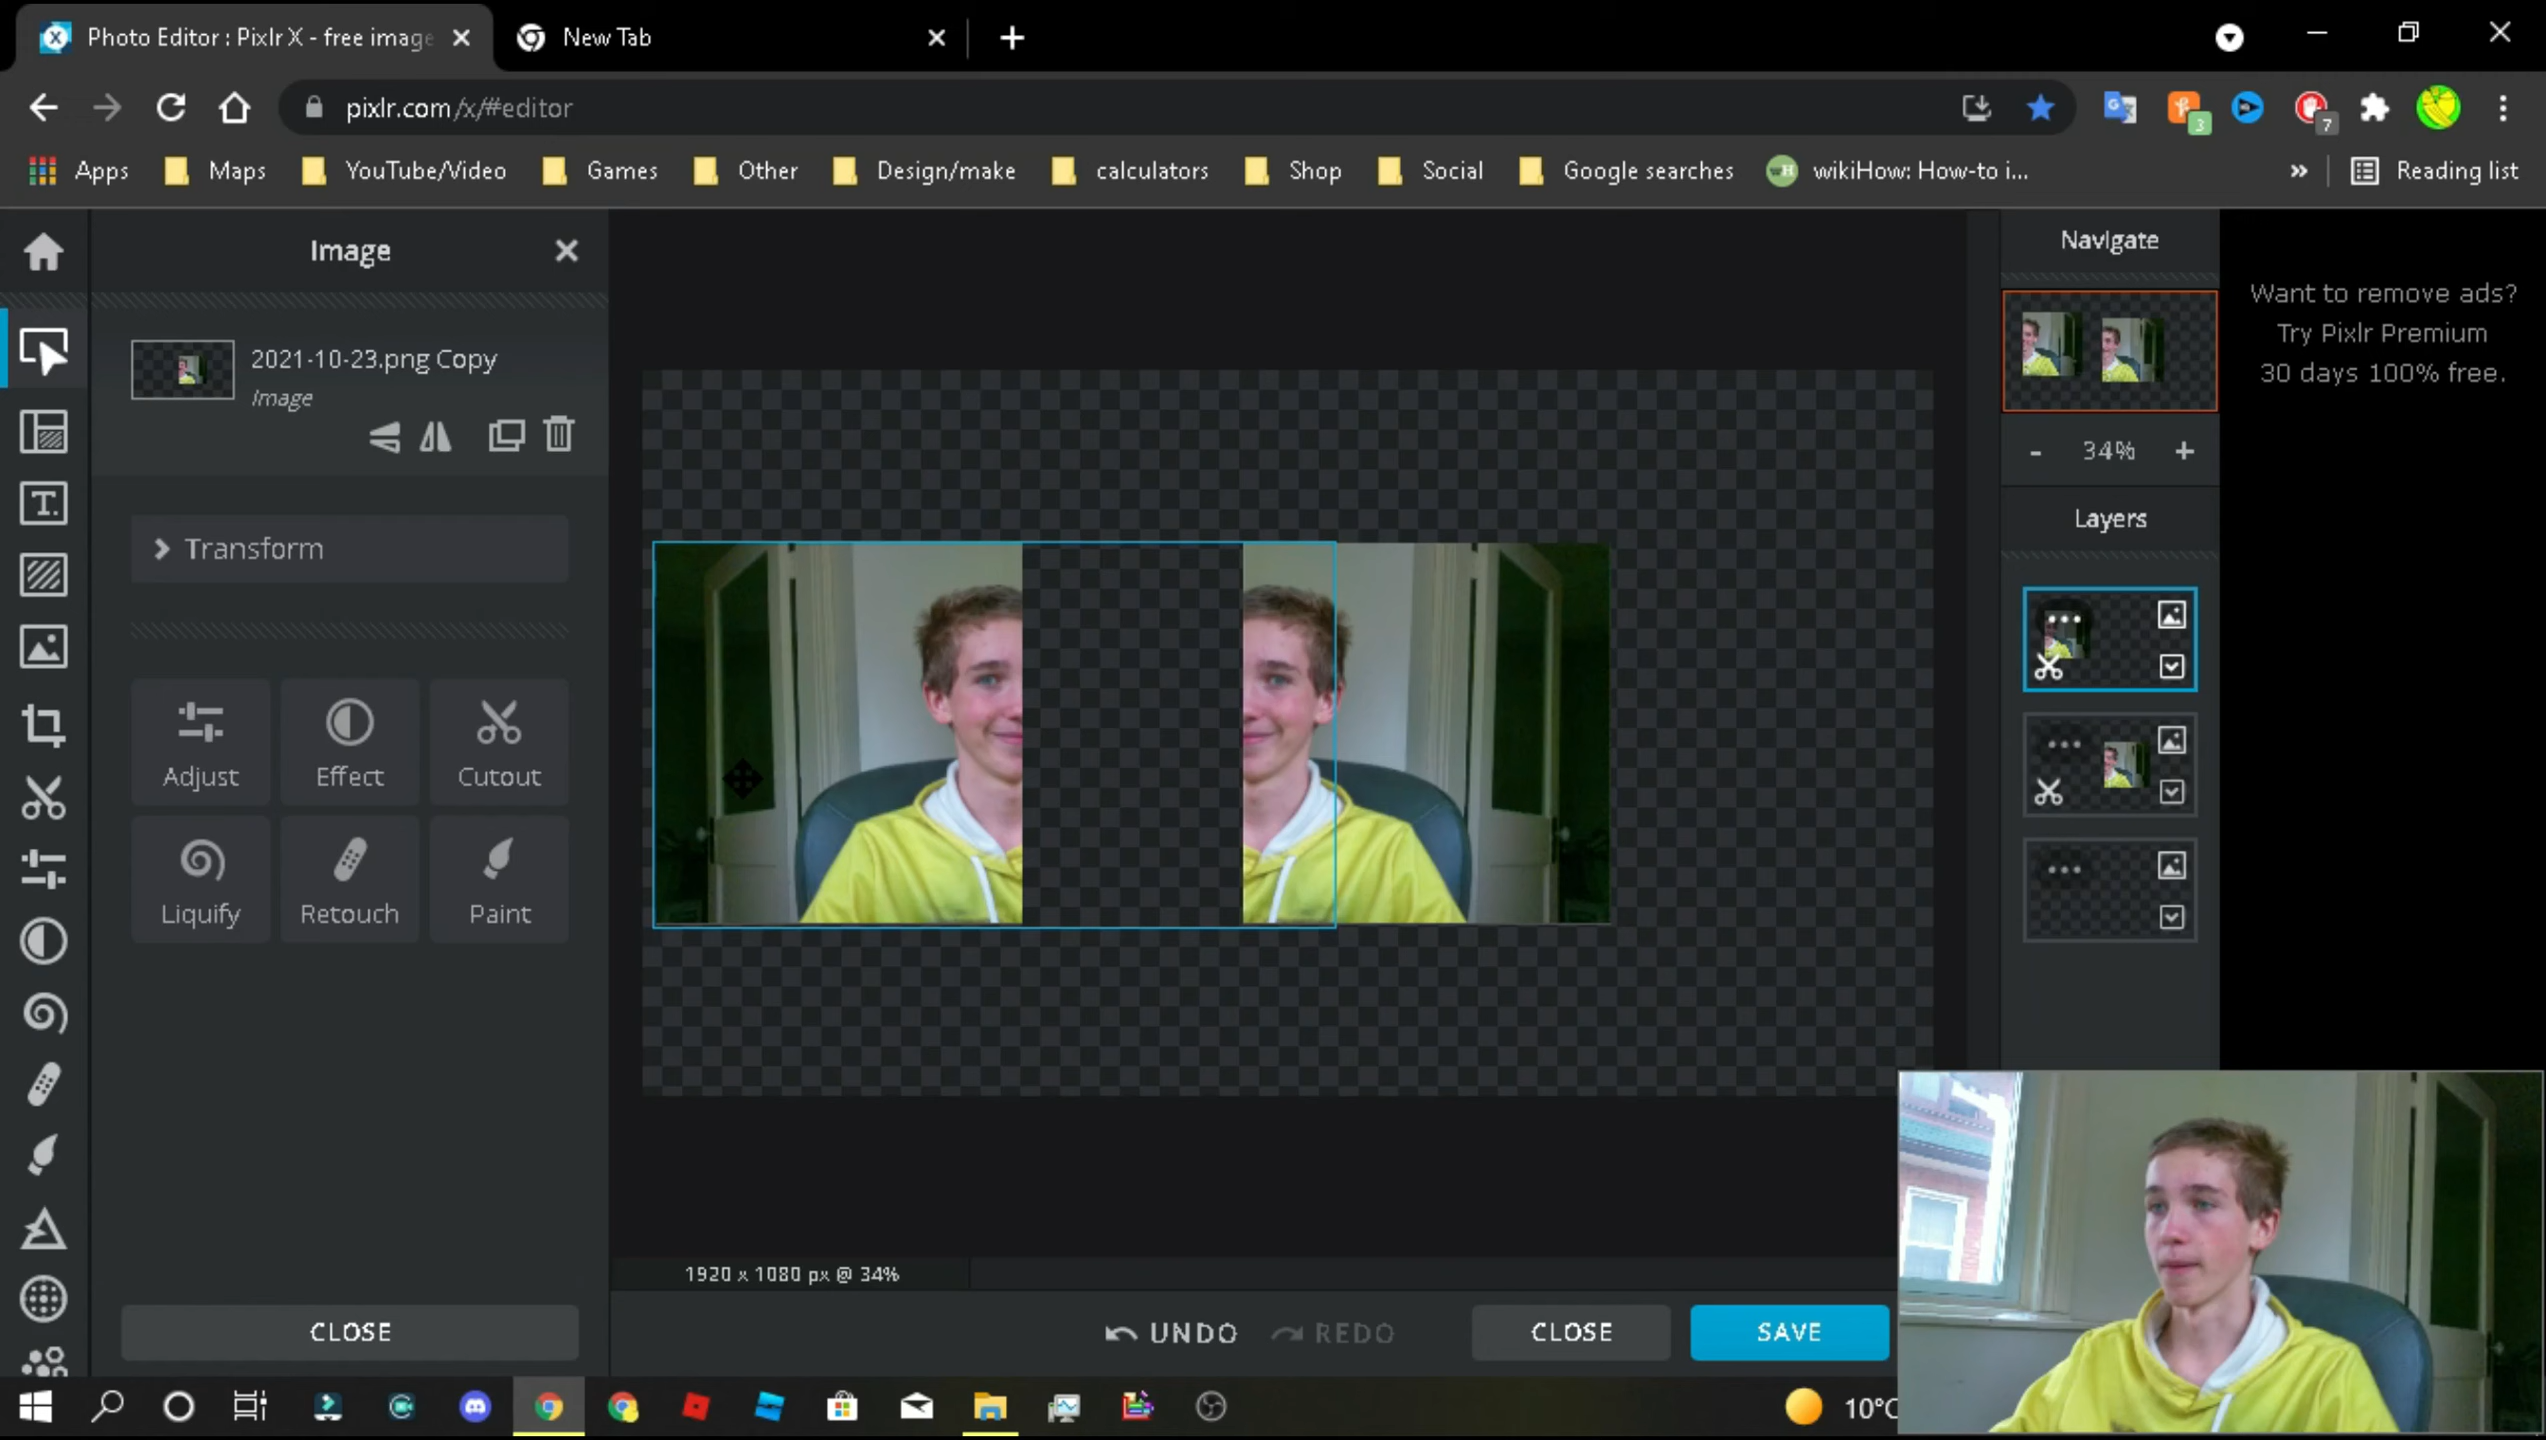 Photo Editor : Pixlr X - free image
New Tab
pixlr.com/x/#editor
3
7
Apps
Maps
YouTube/Video
Games
Other
Design/make
calculators
Shop
Social
Google searches
wikiHow: How-to i...
Reading list
Image
2021-10-23.png Copy
Image
Transform
Adjust
Effect
Cutout
Liquify
Retouch
Paint
CLOSE
1920 x 1080 px @ 34%
UNDO
REDO
CLOSE
SAVE
Navigate
- 34% +
Layers
Want to remove ads?
Try Pixlr Premium
30 days 100% free.
10°C